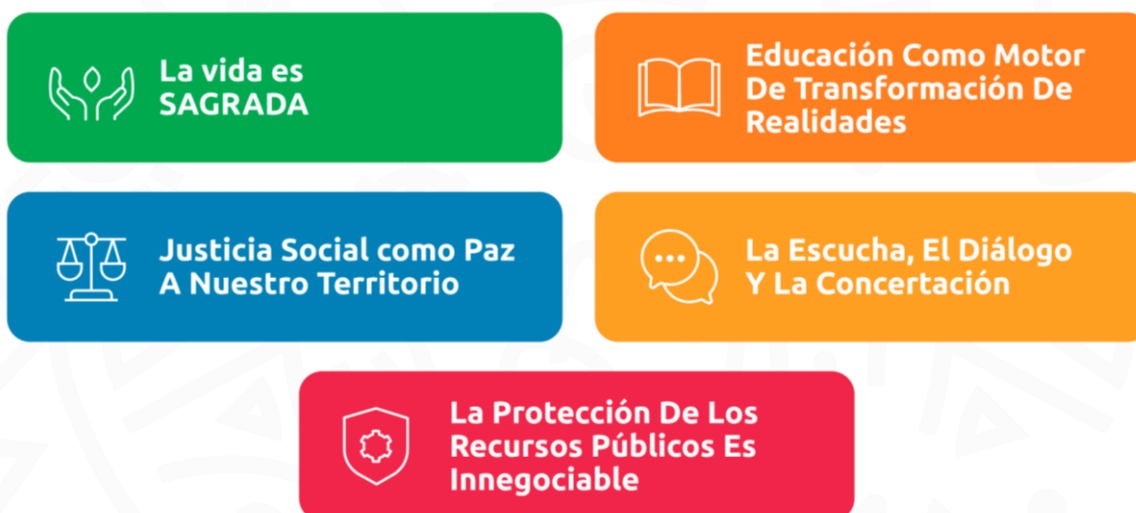 La vida es
SAGRADA
Educación Como Motor
De Transformación De
Realidades
Justicia Social como Paz
A Nuestro Territorio
La Escucha, El Diálogo
Y La Concertación
La Protección De Los
Recursos Públicos Es
Innegociable